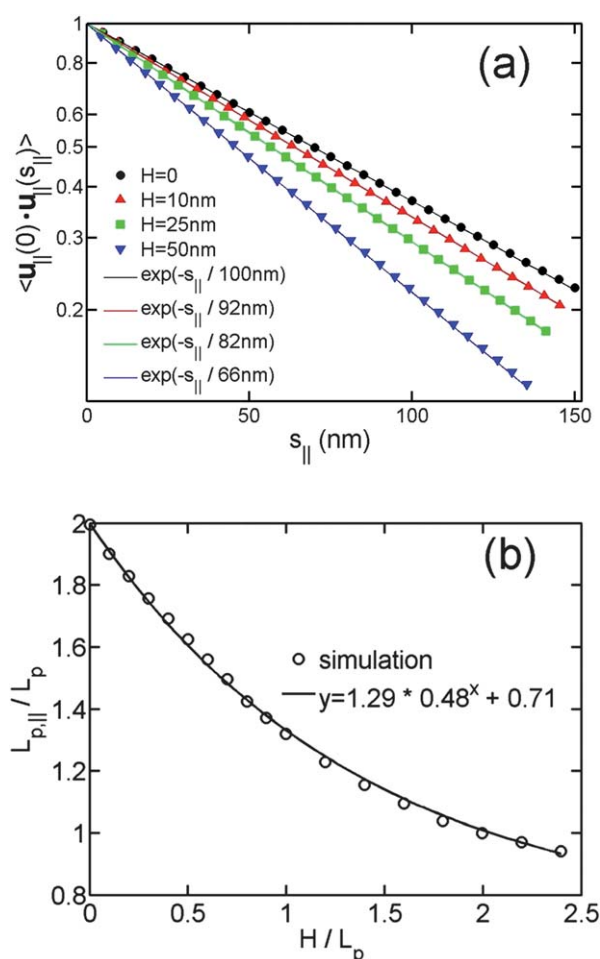 1
(a)
0.8
0.6
0.5
0.4
0.3
0.2
<u||(0)·u||(s||)>
H=0
H=10nm
H=25nm
H=50nm
exp(-s|| / 100nm)
exp(-s|| / 92nm)
exp(-s|| / 82nm)
exp(-s|| / 66nm)
0 50 100 150
s|| (nm)
2
(b)
1.8
1.6
1.4
1.2
1
0.8
Lp,|| / Lp
simulation
y=1.29 * 0.48^x + 0.71
0 0.5 1 1.5 2 2.5
H / Lp